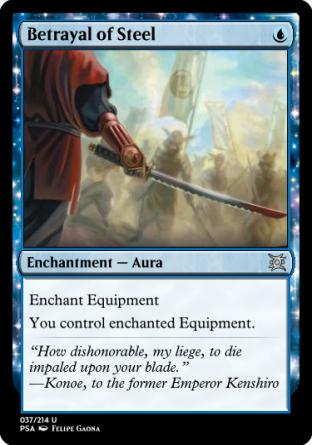 Betrayal of Steel
Enchantment — Aura
Enchant Equipment
You control enchanted Equipment.
“How dishonorable, my liege, to die
impaled upon your blade.”
—Konoe, to the former Emperor Kenshiro
037/214 U
PSA Felipe Gaona